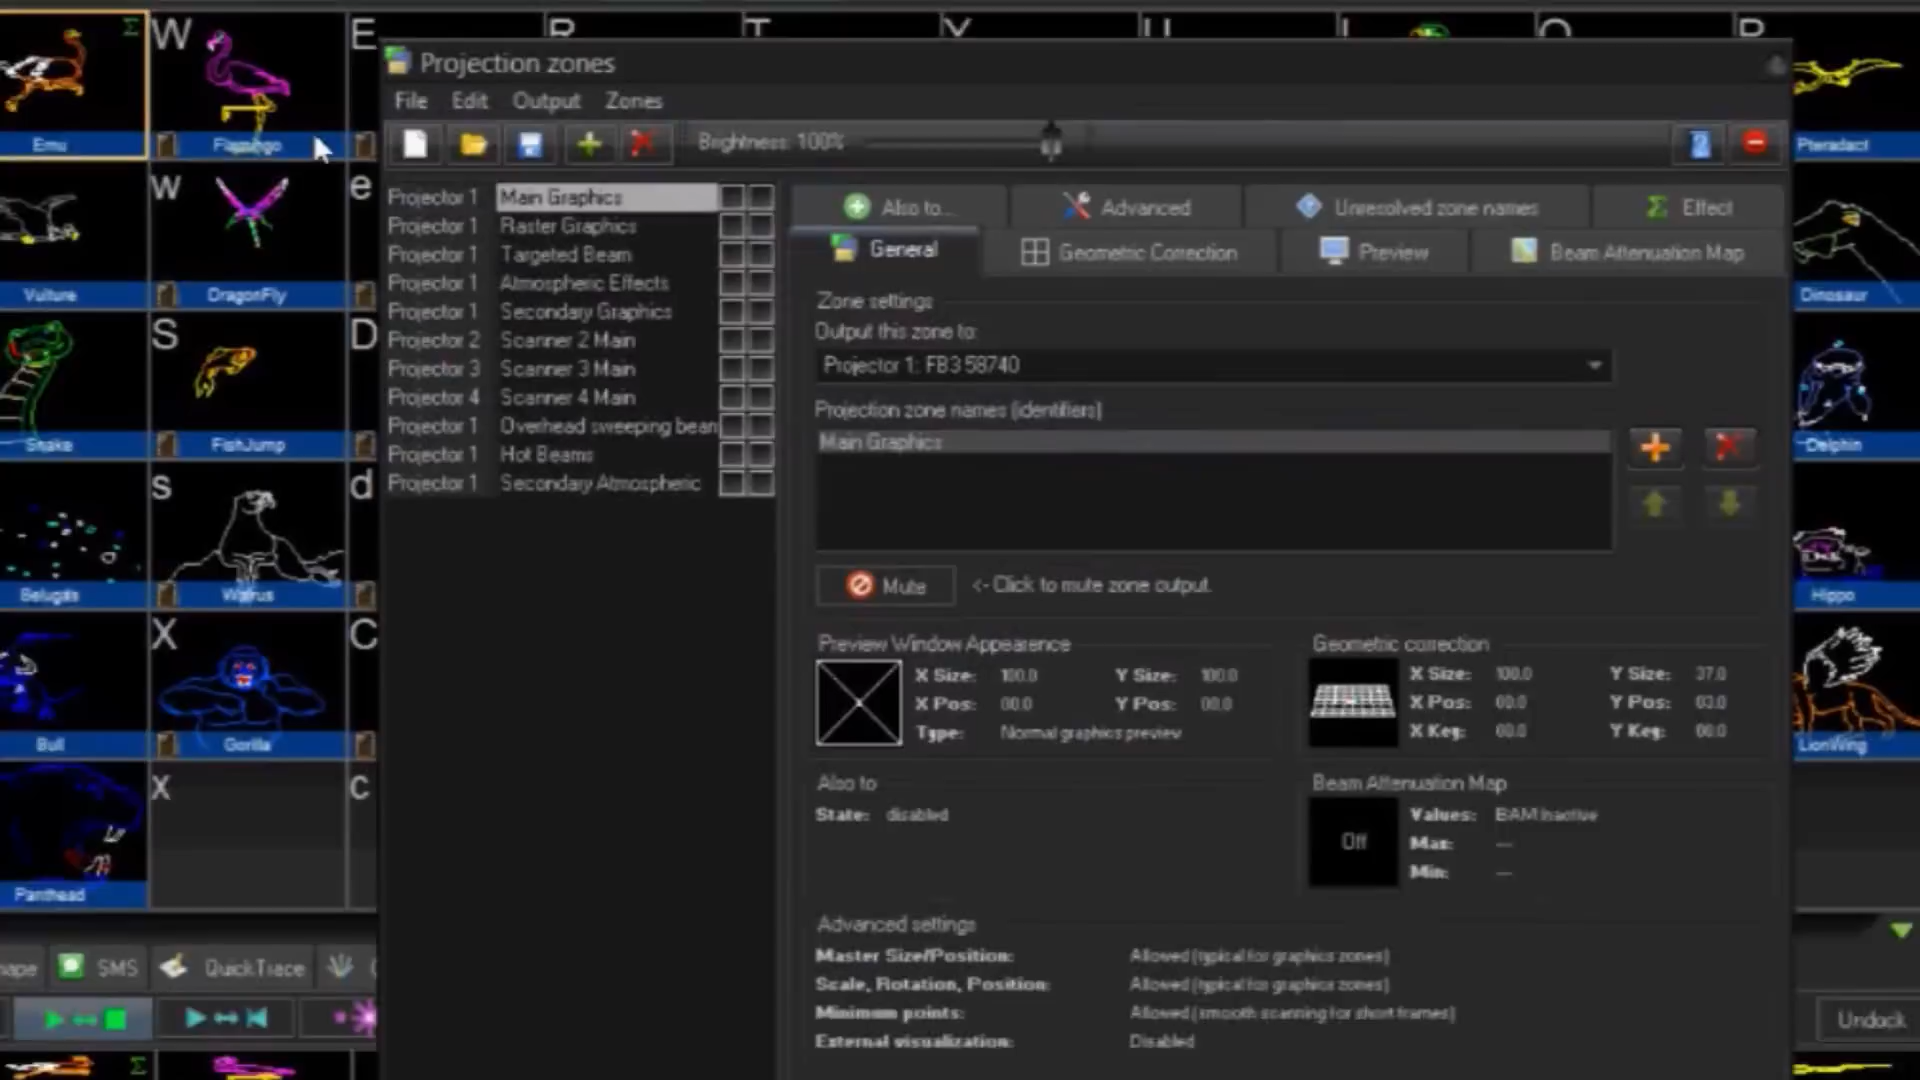 W
E
R
T
Y
U
I
O
P
Emu
Flamingo
Pteradact
Projection zones
File Edit Output Zones
Brightness: 100%
W
e
Vulture
DragonFly
Dinosaur
S
D
Snake
FishJump
Dolphin
s
d
Belugas
Walrus
Hippo
X
C
Bull
Gorilla
LionWing
x
c
Panthead
Projector 1 Main Graphics
Projector 1 Raster Graphics
Projector 1 Targeted Beam
Projector 1 Atmospheric Effects
Projector 1 Secondary Graphics
Projector 2 Scanner 2 Main
Projector 3 Scanner 3 Main
Projector 4 Scanner 4 Main
Projector 1 Overhead sweeping bean
Projector 1 Hot Beams
Projector 1 Secondary Atmospheric
Also to... Advanced Unresolved zone names Effect
General Geometric Correction Preview Beam Attenuation Map
Zone settings
Output this zone to:
Projector 1: FB3 58740
Projection zone names (identifiers)
Main Graphics
Mute <- Click to mute zone output.
Preview Window Appearence
X Size: 100.0 Y Size: 100.0
X Pos: 00.0 Y Pos: 00.0
Type: Normal graphics preview
Geometric correction
X Size: 100.0 Y Size: 37.0
X Pos: 00.0 Y Pos: 03.0
X Key: 00.0 Y Key: 00.0
Also to
State: disabled
Beam Attenuation Map
Off
Values: BAM Inactive
Max: ---
Min: ---
Advanced settings
Master Size/Position: Allowed (typical for graphics zones)
Scale, Rotation, Position: Allowed (typical for graphics zones)
Minimum points: Allowed (smooth scanning for short frames)
External visualization: Disabled
hape SMS QuickTrace
Undock